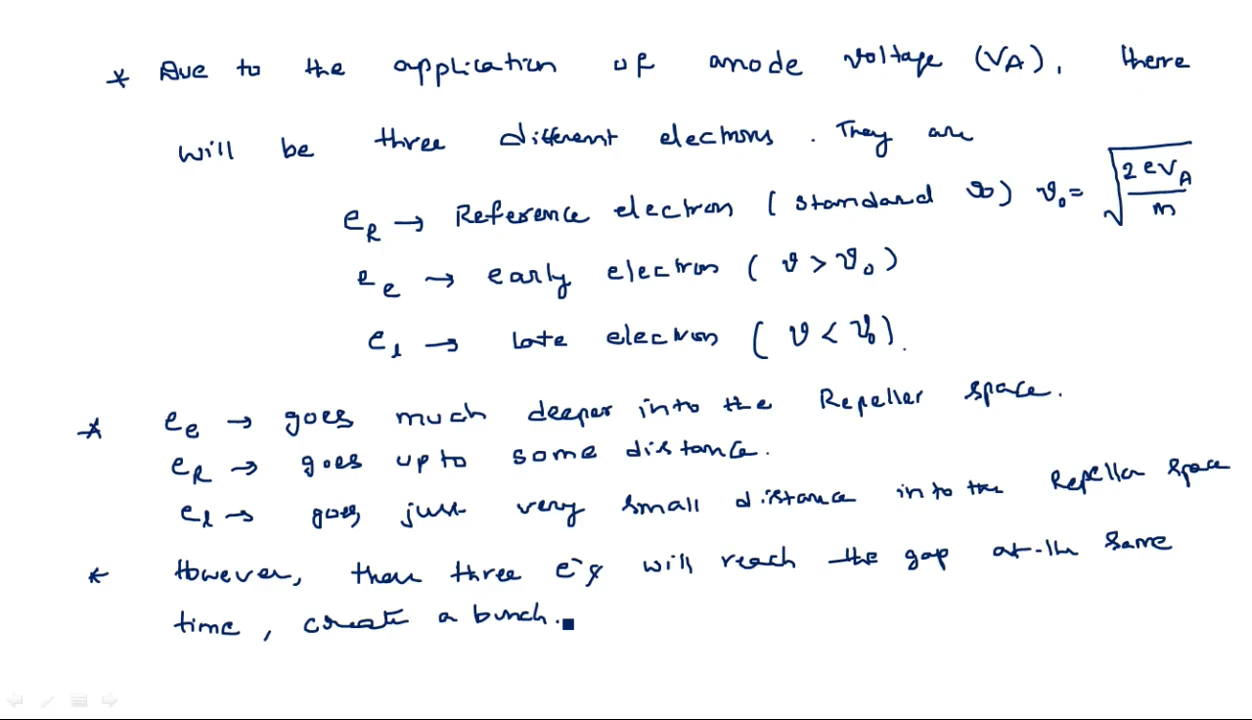 * Due to the application of anode voltage (VA), there
will be three different electrons. They are
eR → Reference electron (standard v0) v0 = √(2eVA/m)
ee → early electron (v > v0)
el → late electron (v < v0).
* ee → goes much deeper into the Repeller space.
eR → goes upto some distance.
el → goes just very small distance into the Repeller space
* However, these three e-s will reach the gap at the same
time, create a bunch.